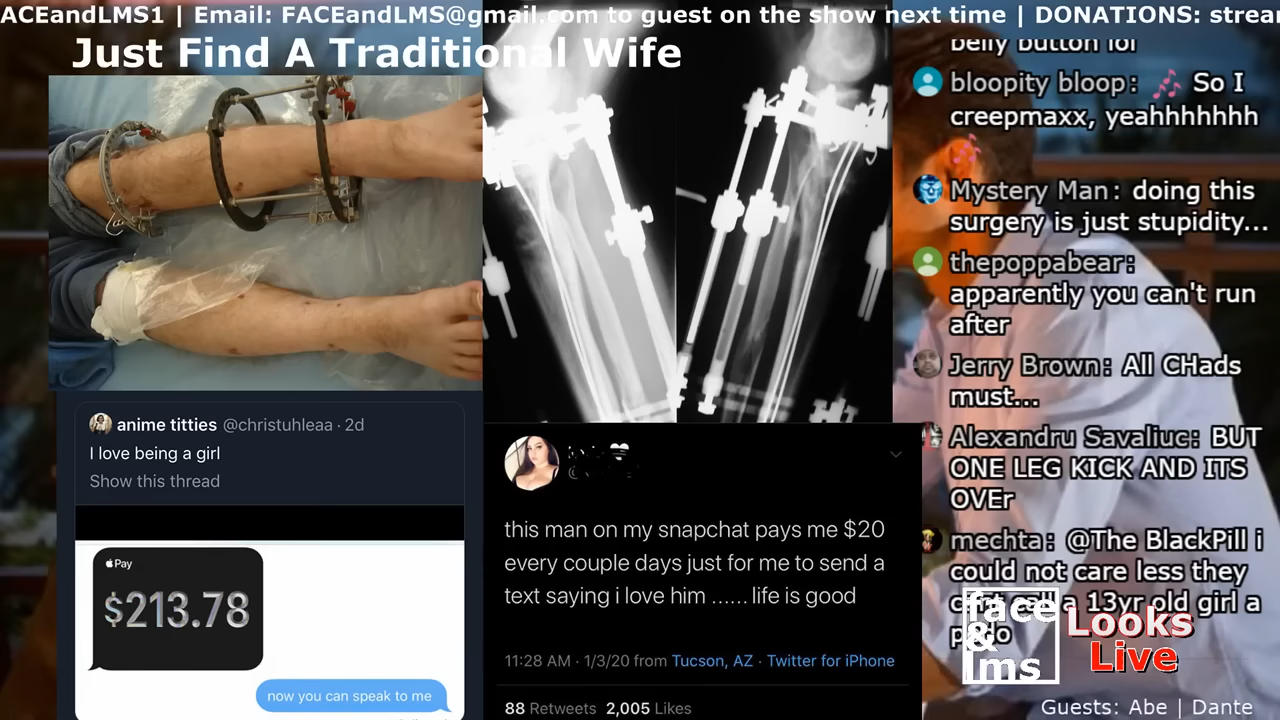 ACEandLMS1 | Email: FACEandLMS@gmail.com to guest on the show next time | DONATIONS: strear
Just Find A Traditional Wife
anime titties @christuhleaa · 2d
I love being a girl
Show this thread
Pay
$213.78
now you can speak to me
this man on my snapchat pays me $20
every couple days just for me to send a
text saying i love him ......life is good
11:28 AM · 1/3/20 from Tucson, AZ · Twitter for iPhone
88 Retweets 2,005 Likes
belly button lol
bloopity bloop: 🎶 So I
creepmaxx, yeahhhhhhh
🎶
Mystery Man: doing this
surgery is just stupidity...
thepoppabear:
apparently you can't run
after
Jerry Brown: All CHads
must...
Alexandru Savaliuc: BUT
ONE LEG KICK AND ITS
OVEr
mechta: @The BlackPill i
could not care less they
call a 13yr old girl a
face
&
lms
Looks
Live
Guests: Abe | Dante